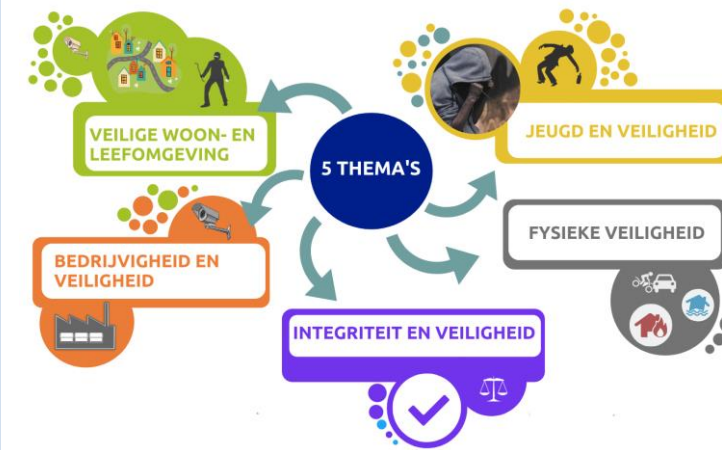 VEILIGE WOON- EN
LEEFOMGEVING
5 THEMA'S
JEUGD EN VEILIGHEID
BEDRIJVIGHEID EN
VEILIGHEID
FYSIEKE VEILIGHEID
INTEGRITEIT EN VEILIGHEID